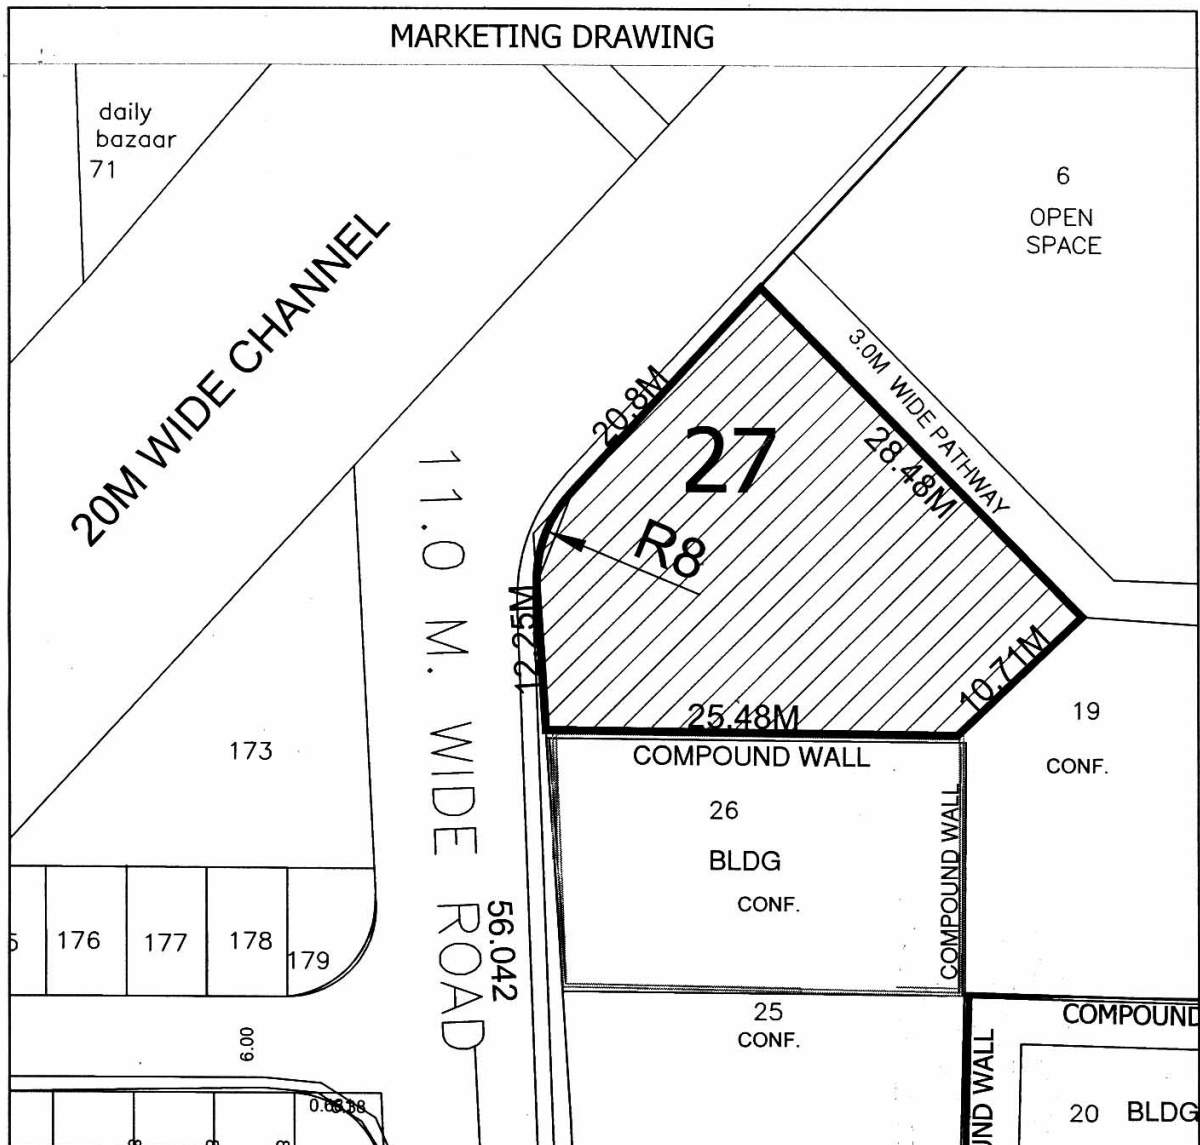 MARKETING DRAWING
daily
bazaar
71
6
OPEN
SPACE
20M WIDE CHANNEL
3.0M WIDE PATHWAY
20.8M
27
28.48M
R8
11.0 M. WIDE ROAD
12.25M
10.71M
25.48M
19
CONF.
COMPOUND WALL
173
26
BLDG
CONF.
COMPOUND WALL
56.042
176
177
178
179
25
CONF.
COMPOUND
6.00
20 BLDG